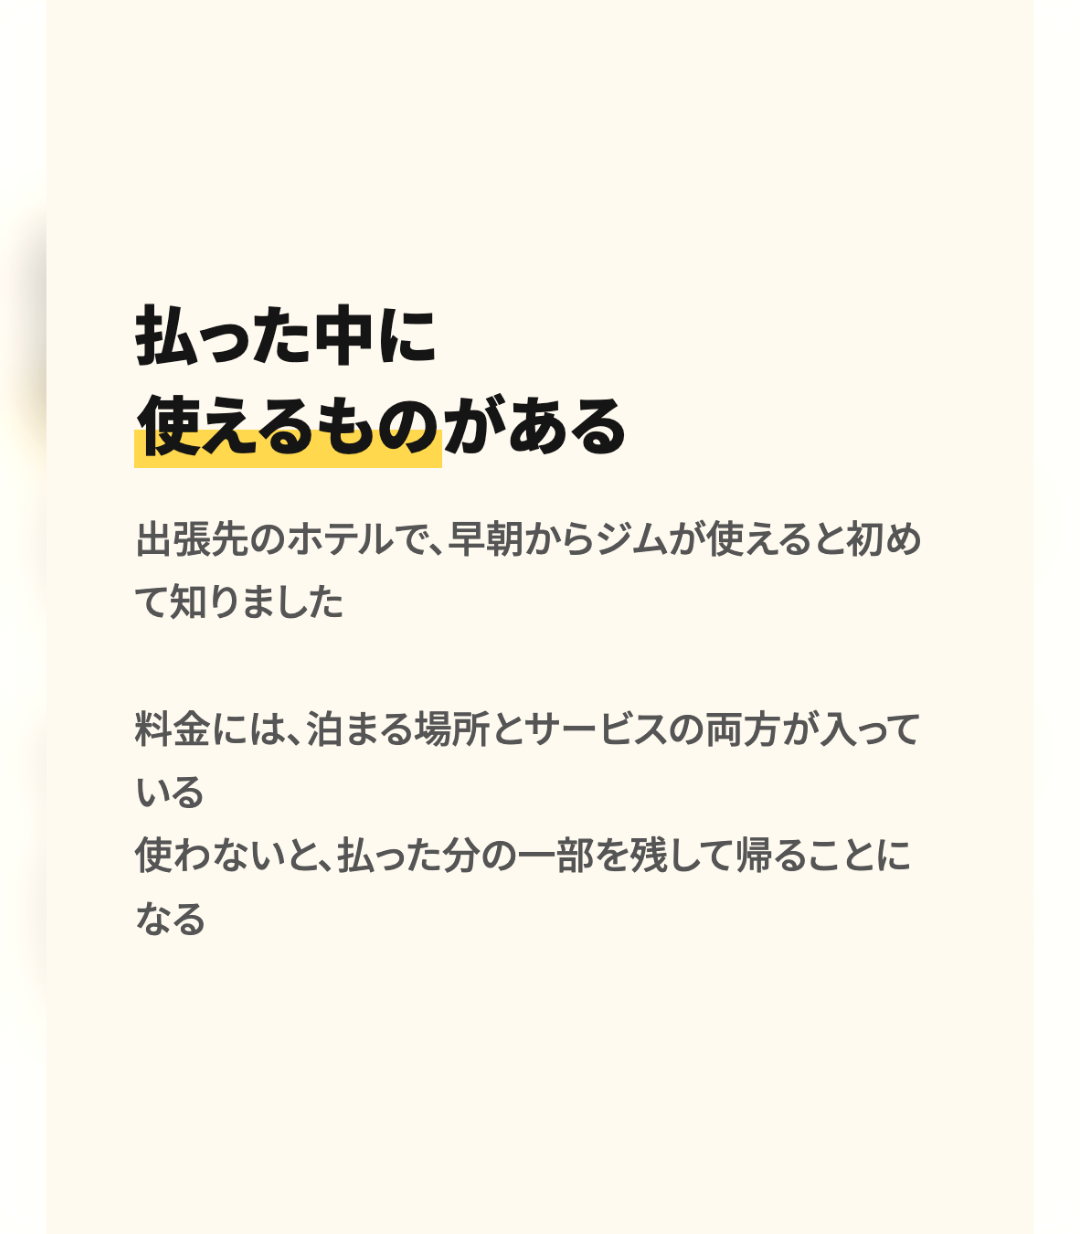 払った中に
使えるものがある
出張先のホテルで、早朝からジムが使えると初め
て知りました
料金には、泊まる場所とサービスの両方が入って
いる
使わないと、払った分の一部を残して帰ることに
なる